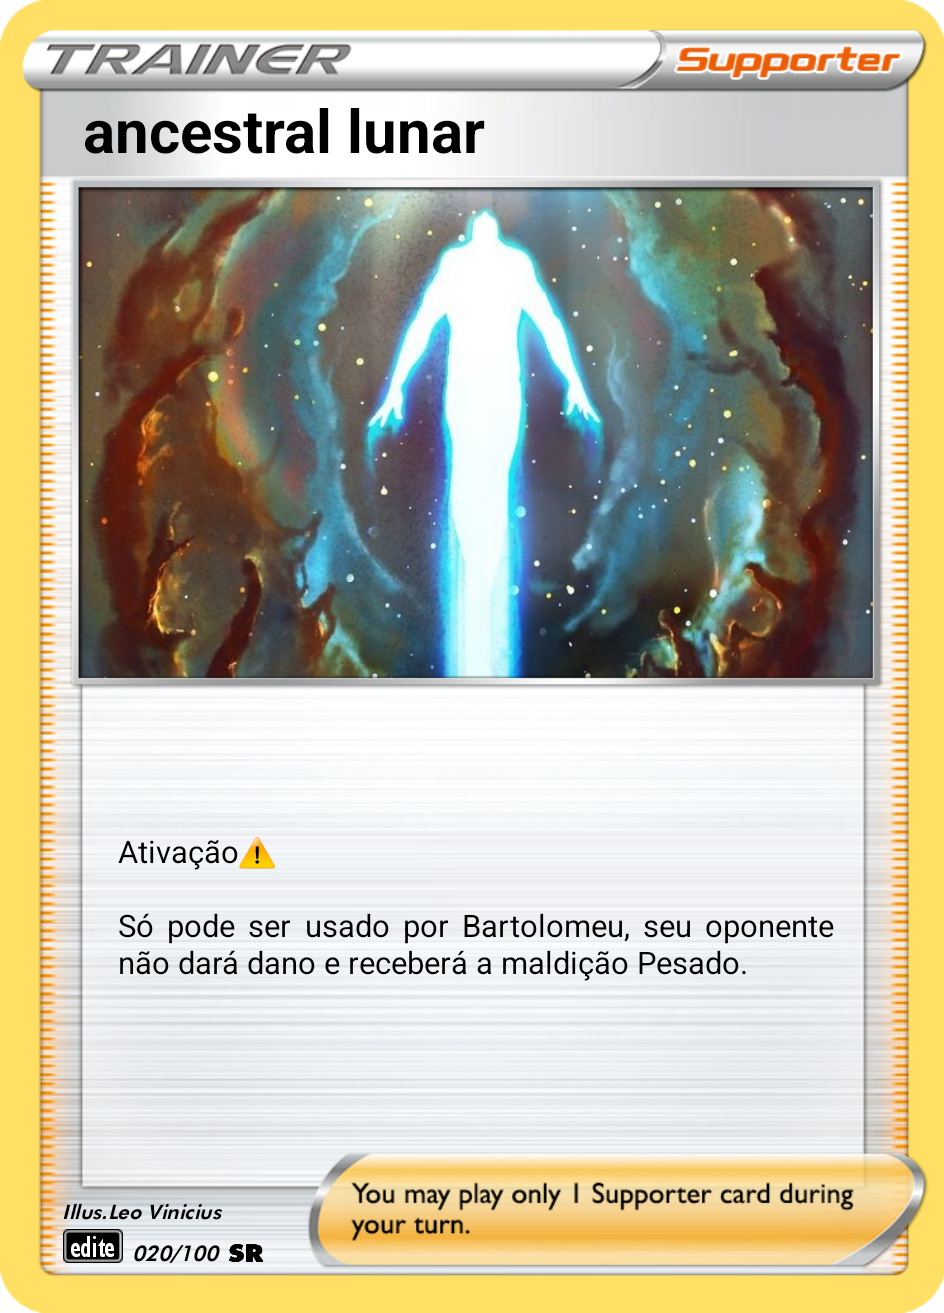 TRAINER Supporter
ancestral lunar
Ativação⚠️
Só pode ser usado por Bartolomeu, seu oponente
não dará dano e receberá a maldição Pesado.
You may play only 1 Supporter card during
your turn.
Illus.Leo Vinicius
edite 020/100 SR